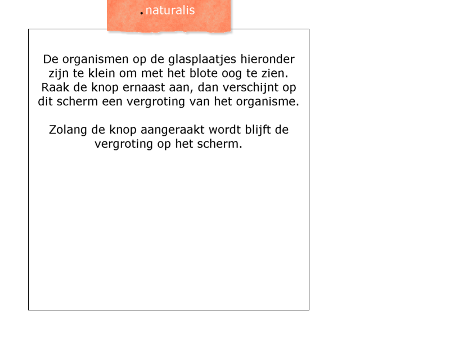 .naturalis
De organismen op de glasplaatjes hieronder
zijn te klein om met het blote oog te zien.
Raak de knop ernaast aan, dan verschijnt op
dit scherm een vergroting van het organisme.
Zolang de knop aangeraakt wordt blijft de
vergroting op het scherm.